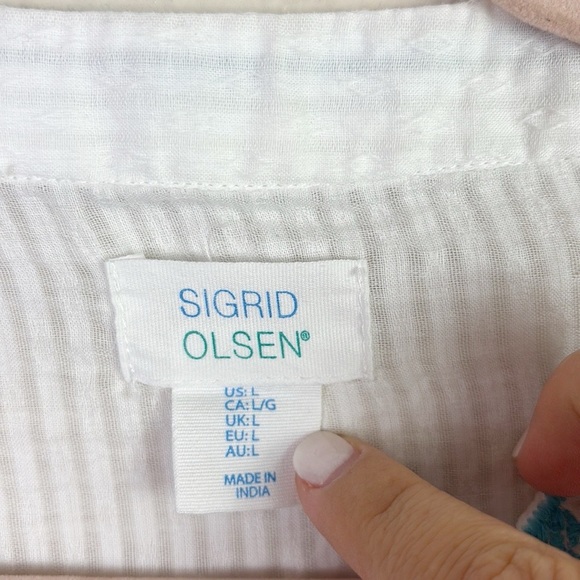 SIGRID
OLSEN®
US: L
CA: L/G
UK: L
EU: L
AU: L
MADE IN
INDIA